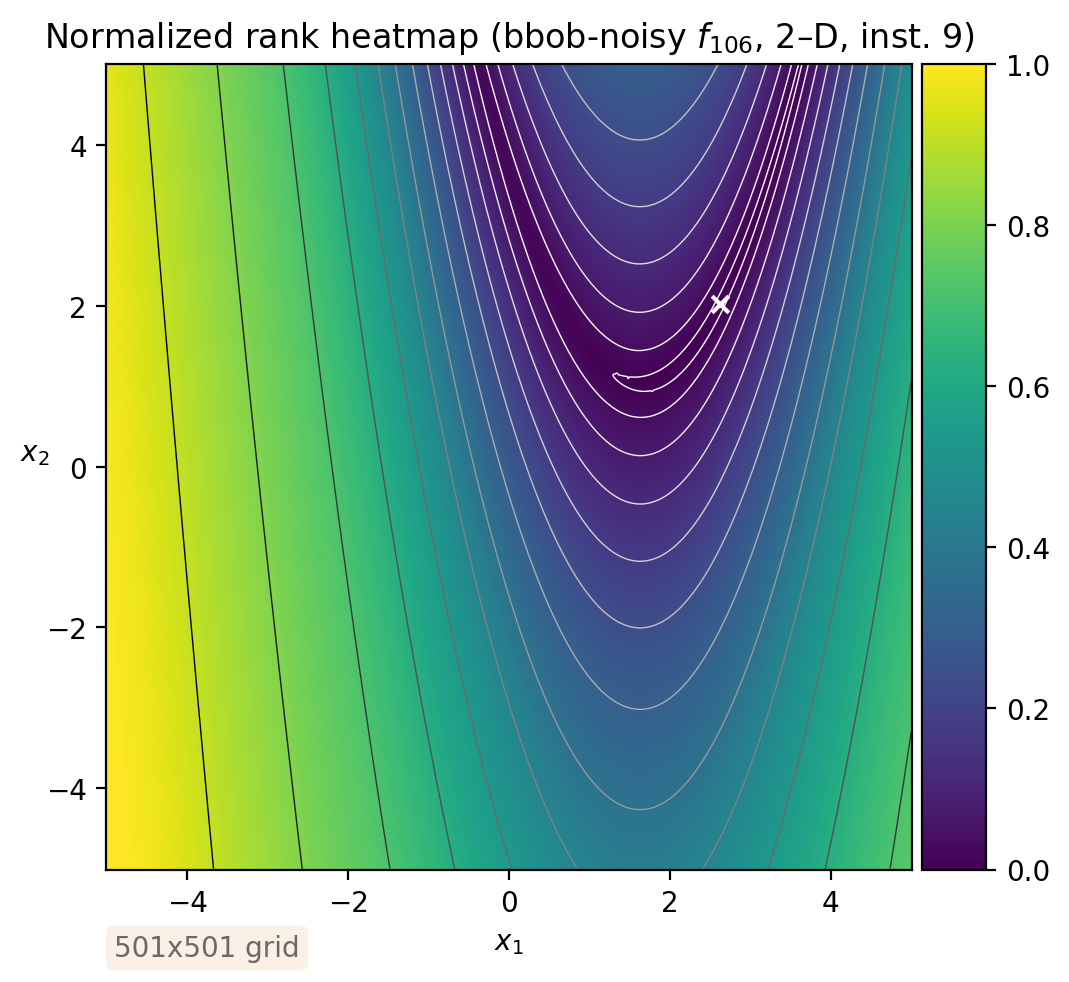 Normalized rank heatmap (bbob-noisy f₁₀₆, 2–D, inst. 9)
1.0
0.8
0.6
0.4
0.2
0.0
4
2
0
−2
−4
x₂
−4 −2 0 2 4
x₁
501x501 grid